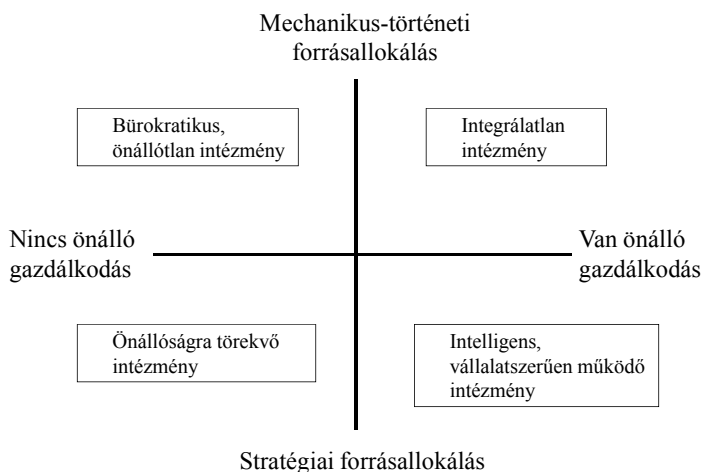 Mechanikus-történeti
forrásallokálás
Bürokratikus,
önállótlan intézmény
Integrálatlan
intézmény
Nincs önálló
gazdálkodás
Van önálló
gazdálkodás
Önállóságra törekvő
intézmény
Intelligens,
vállalatszerűen működő
intézmény
Stratégiai forrásallokálás